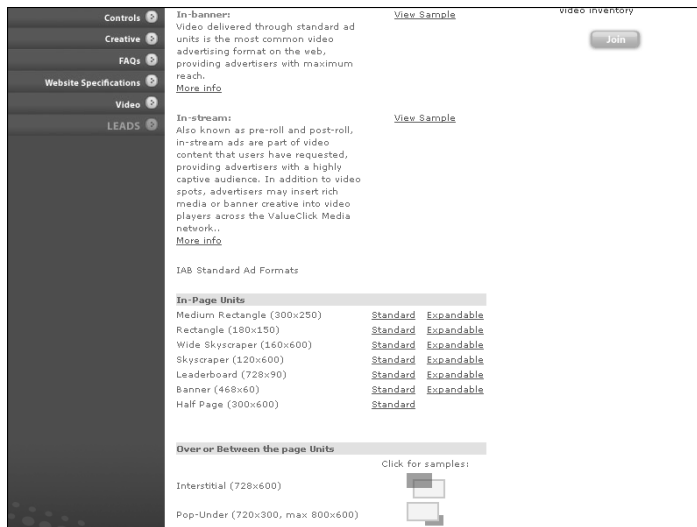 Controls
Creative
FAQs
Website Specifications
Video
LEADS
In-banner:
View Sample
Video delivered through standard ad
units is the most common video
advertising format on the web,
providing advertisers with maximum
reach.
More info
In-stream:
View Sample
Also known as pre-roll and post-roll,
in-stream ads are part of video
content that users have requested,
providing advertisers with a highly
captive audience. In addition to video
spots, advertisers may insert rich
media or banner creative into video
players across the ValueClick Media
network..
More info
IAB Standard Ad Formats
In-Page Units
Medium Rectangle (300x250) Standard Expandable
Rectangle (180x150) Standard Expandable
Wide Skyscraper (160x600) Standard Expandable
Skyscraper (120x600) Standard Expandable
Leaderboard (728x90) Standard Expandable
Banner (468x60) Standard Expandable
Half Page (300x600) Standard
Over or Between the page Units
Click for samples:
Interstitial (728x600)
Pop-Under (720x300, max 800x600)
video inventory
Join